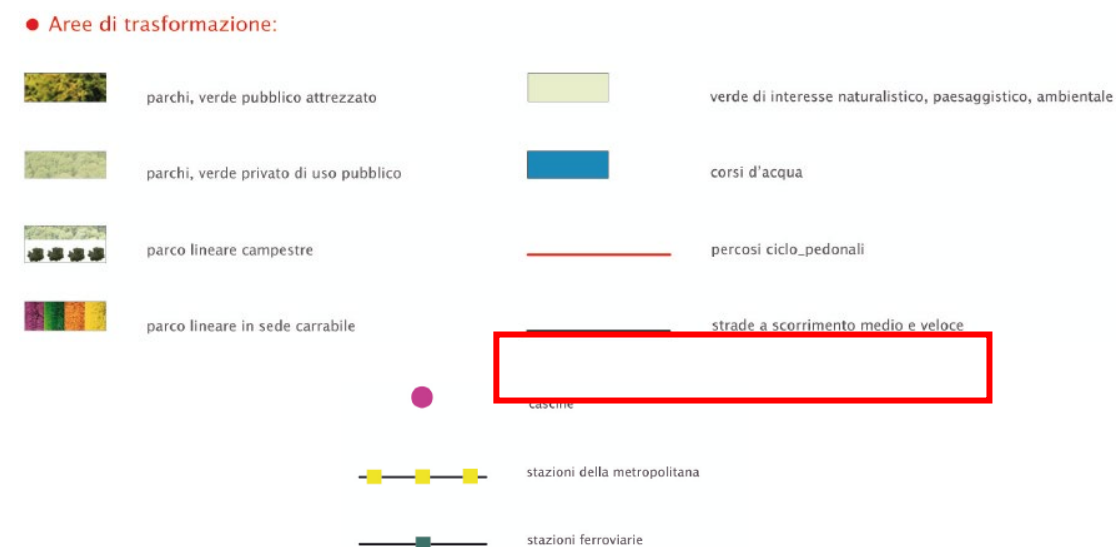 Aree di trasformazione:
parchi, verde pubblico attrezzato
verde di interesse naturalistico, paesaggistico, ambientale
parchi, verde privato di uso pubblico
corsi d'acqua
parco lineare campestre
percosi ciclo_pedonali
parco lineare in sede carrabile
strade a scorrimento medio e veloce
cascine
stazioni della metropolitana
stazioni ferroviarie